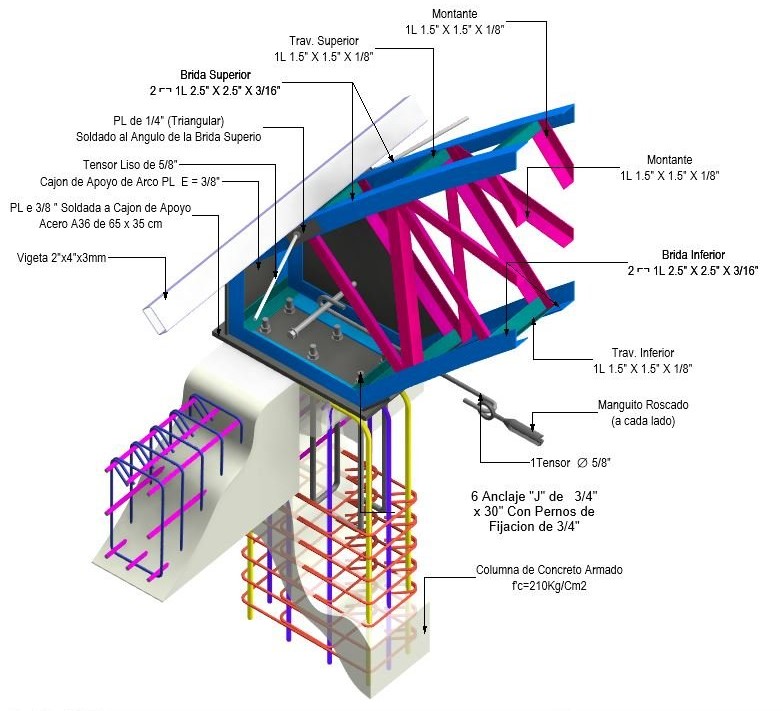 Montante
1L 1.5" X 1.5" X 1/8"
Trav. Superior
1L 1.5" X 1.5" X 1/8"
Brida Superior
2 ⌐¬ 1L 2.5" X 2.5" X 3/16"
PL de 1/4" (Triangular)
Soldado al Angulo de la Brida Superio
Tensor Liso de 5/8"
Cajon de Apoyo de Arco PL E = 3/8"
PL e 3/8 " Soldada a Cajon de Apoyo
Acero A36 de 65 x 35 cm
Vigeta 2"x4"x3mm
Montante
1L 1.5" X 1.5" X 1/8"
Brida Inferior
2 ⌐¬ 1L 2.5" X 2.5" X 3/16"
Trav. Inferior
1L 1.5" X 1.5" X 1/8"
Manguito Roscado
(a cada lado)
1Tensor ∅ 5/8"
6 Anclaje "J" de 3/4"
x 30" Con Pernos de
Fijacion de 3/4"
Columna de Concreto Armado
f'c=210Kg/Cm2